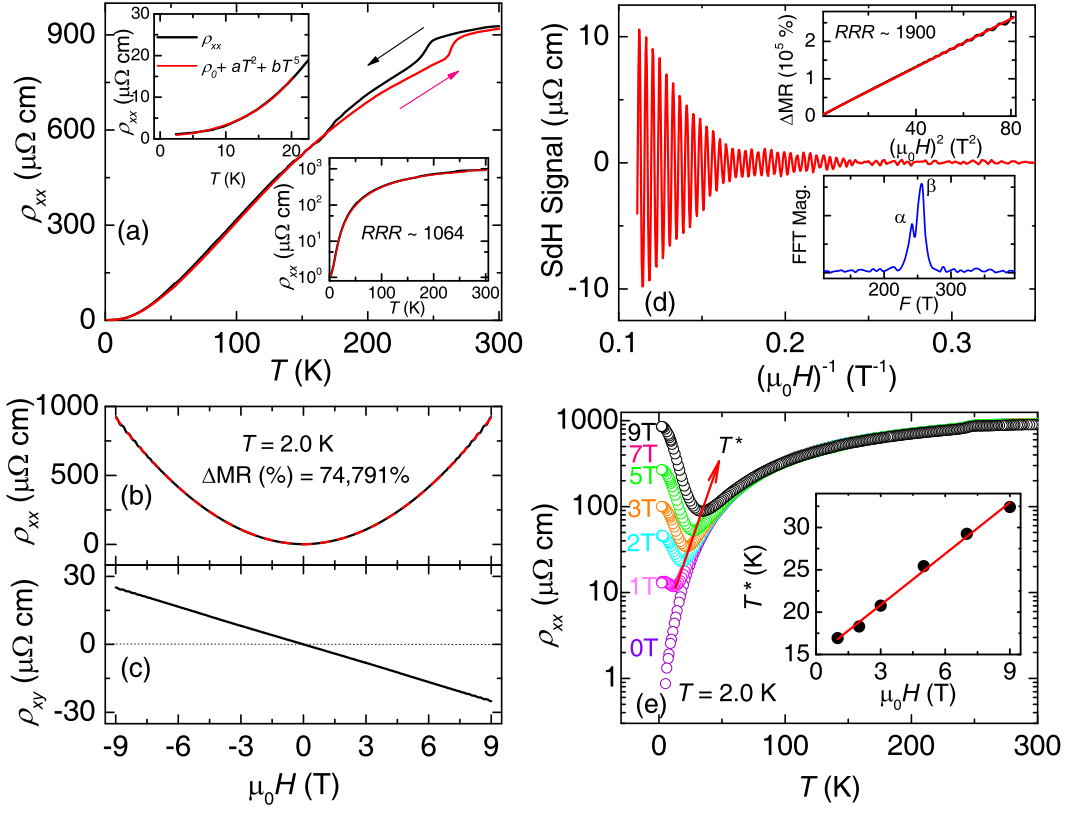 900
600
300
0
ρxx (μΩ cm)
0
100
200
300
T (K)
(a)
30
20
10
0
ρxx (μΩ cm)
ρxx
ρ0+ aT² + bT⁵
0
10
20
T (K)
10³
10²
10¹
10⁰
ρxx (μΩ cm)
RRR ~ 1064
0
100
200
300
T (K)
10
0
-10
SdH Signal (μΩ cm)
0.1
0.2
0.3
(μ0H)⁻¹ (T⁻¹)
(d)
ΔMR (10⁵ %)
RRR ~ 1900
2
1
0
40
80
(μ0H)² (T²)
FFT Mag.
α
β
200
300
F (T)
1000
500
0
ρxx (μΩ cm)
T = 2.0 K
ΔMR (%) = 74,791%
(b)
30
0
-30
ρxy (μΩ cm)
(c)
-9
-6
-3
0
3
6
9
μ0H (T)
1000
100
10
1
ρxx (μΩ cm)
9T
7T
5T
3T
2T
1T
0T
T*
(e)
T = 2.0 K
0
100
200
300
T (K)
30
25
20
15
T* (K)
0
3
6
9
μ0H (T)